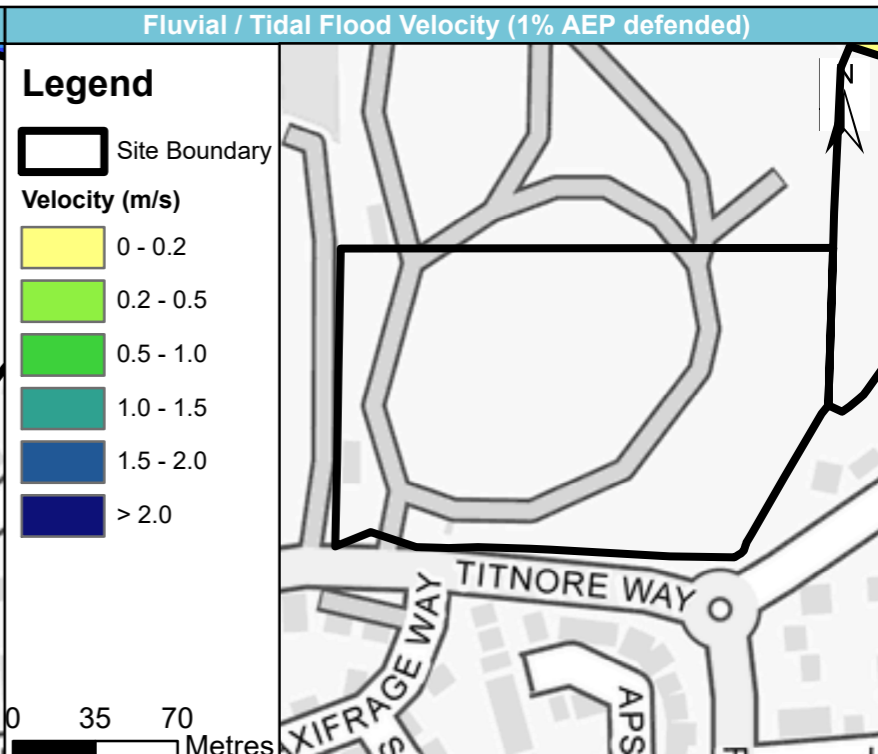 Fluvial / Tidal Flood Velocity (1% AEP defended)
Legend
Site Boundary
Velocity (m/s)
0 - 0.2
0.2 - 0.5
0.5 - 1.0
1.0 - 1.5
1.5 - 2.0
> 2.0
0 35 70
Metres
N
TITNORE WAY
AXIFRAGE WAY
APS
S